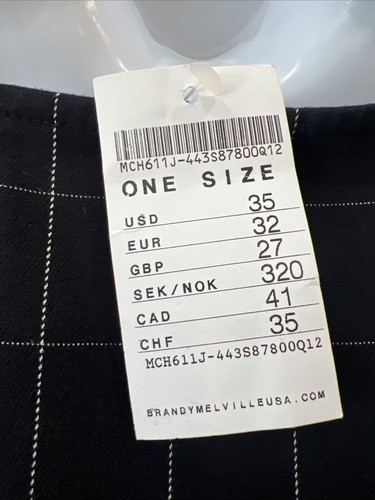 MCH611J-443S87800Q12
ONE SIZE
USD 35
EUR 32
GBP 27
SEK/NOK 320
CAD 41
CHF 35
MCH611J-443S87800Q12
BRANDYMELVILLEUSA.COM